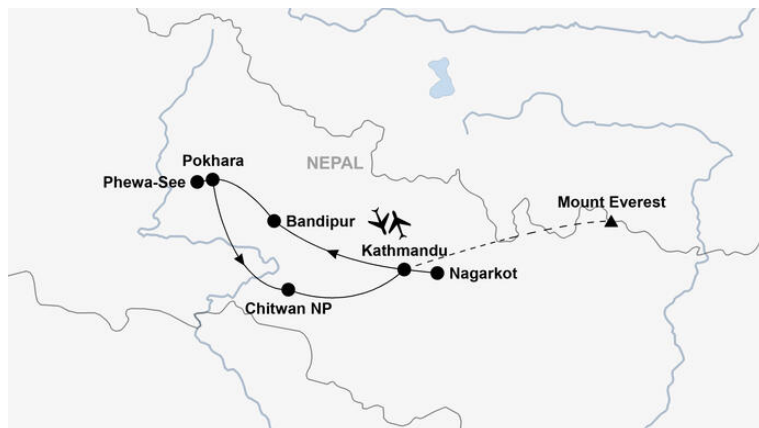 NEPAL
Pokhara
Phewa-See
Mount Everest
Bandipur
Kathmandu
Nagarkot
Chitwan NP